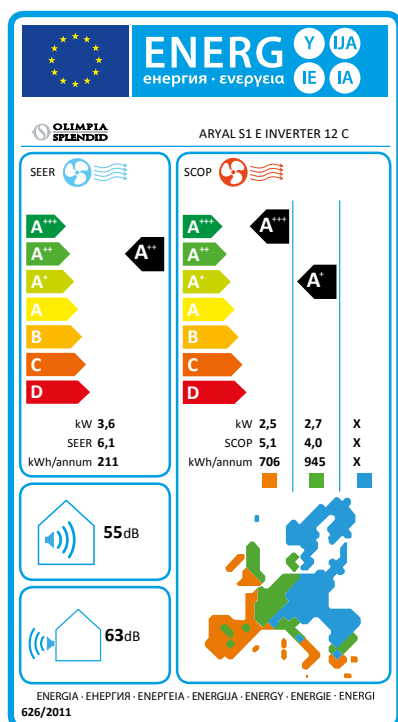 ENERG Y IJA
енергия · ενεργεια IE IA
OLIMPIA
SPLENDID
ARYAL S1 E INVERTER 12 C
SEER
SCOP
A+++ A+++ A+++
A++ A++ A++
A+ A+ A+
A A
B B
C C
D D
kW 3,6
SEER 6,1
kWh/annum 211
kW 2,5 2,7 X
SCOP 5,1 4,0 X
kWh/annum 706 945 X
55dB
63dB
ENERGIA · ЕНЕРГИЯ · ΕΝΕΡΓΕΙΑ · ENERGIJA · ENERGY · ENERGIE · ENERGI
626/2011